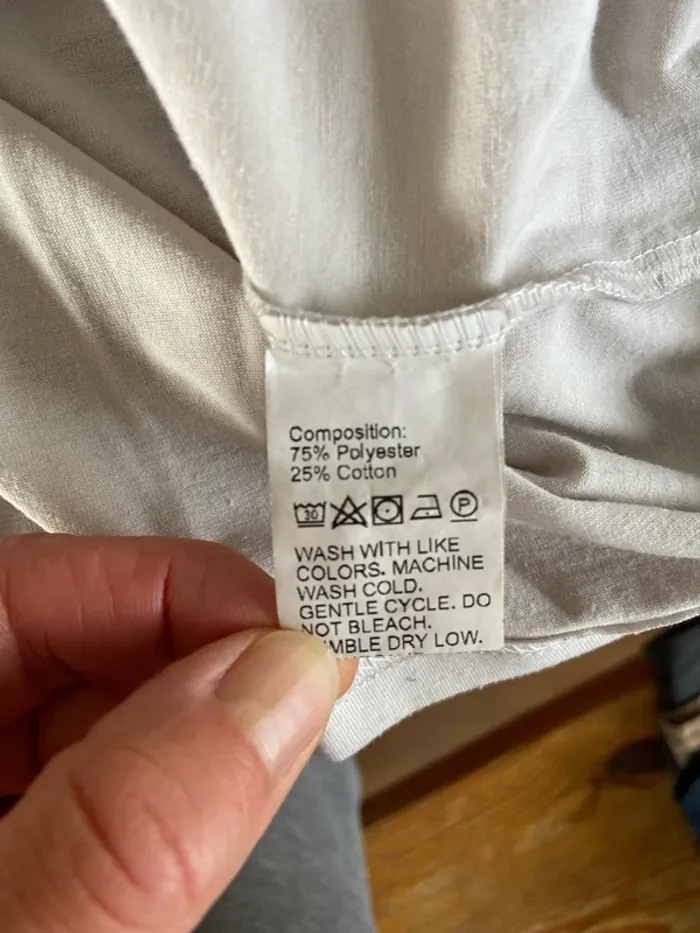 Composition:
75% Polyester
25% Cotton
30 P
WASH WITH LIKE
COLORS. MACHINE
WASH COLD.
GENTLE CYCLE. DO
NOT BLEACH.
DRY LOW.